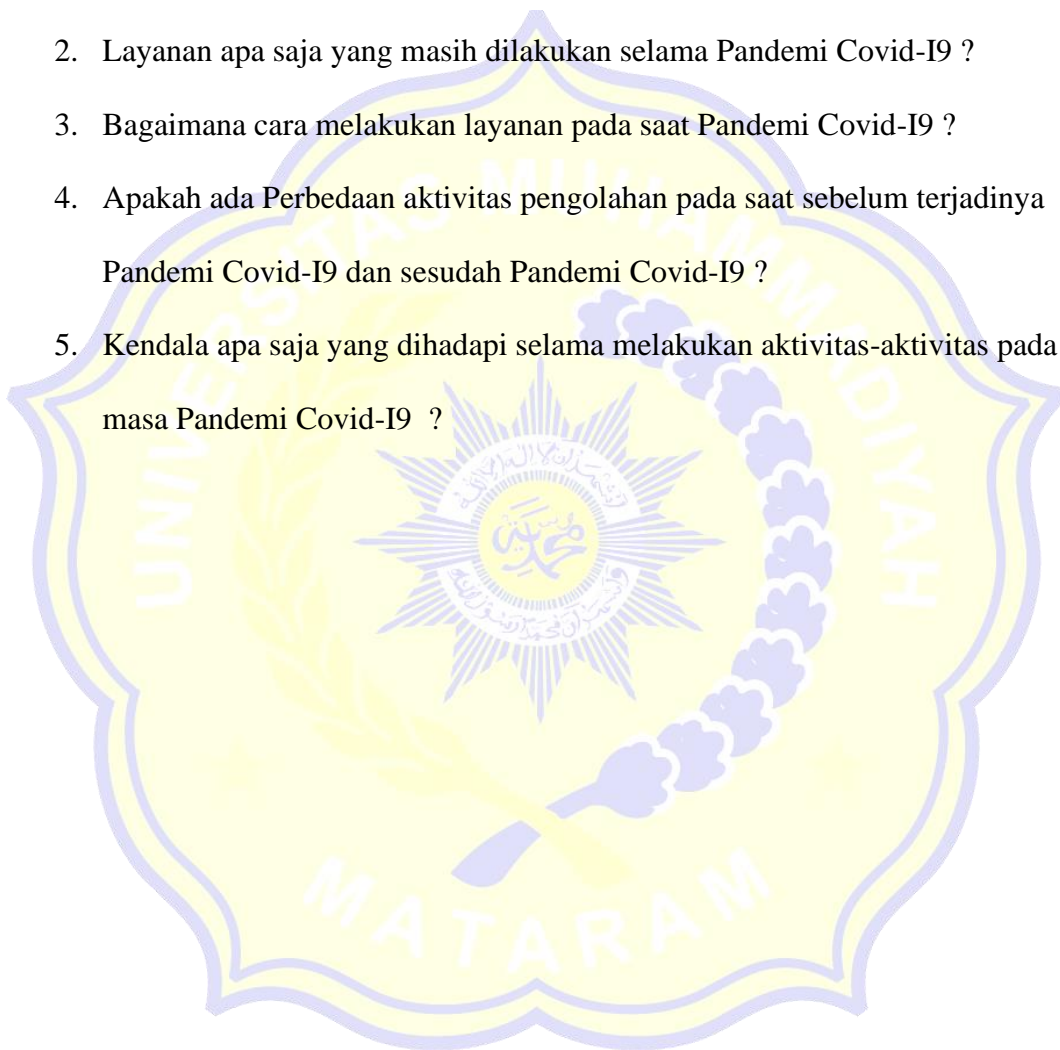 2. Layanan apa saja yang masih dilakukan selama Pandemi Covid-I9 ?
3. Bagaimana cara melakukan layanan pada saat Pandemi Covid-I9 ?
4. Apakah ada Perbedaan aktivitas pengolahan pada saat sebelum terjadinya
Pandemi Covid-I9 dan sesudah Pandemi Covid-I9 ?
5. Kendala apa saja yang dihadapi selama melakukan aktivitas-aktivitas pada
masa Pandemi Covid-I9 ?
UNIVERSITAS MUHAMMADIYAH
MATARAM